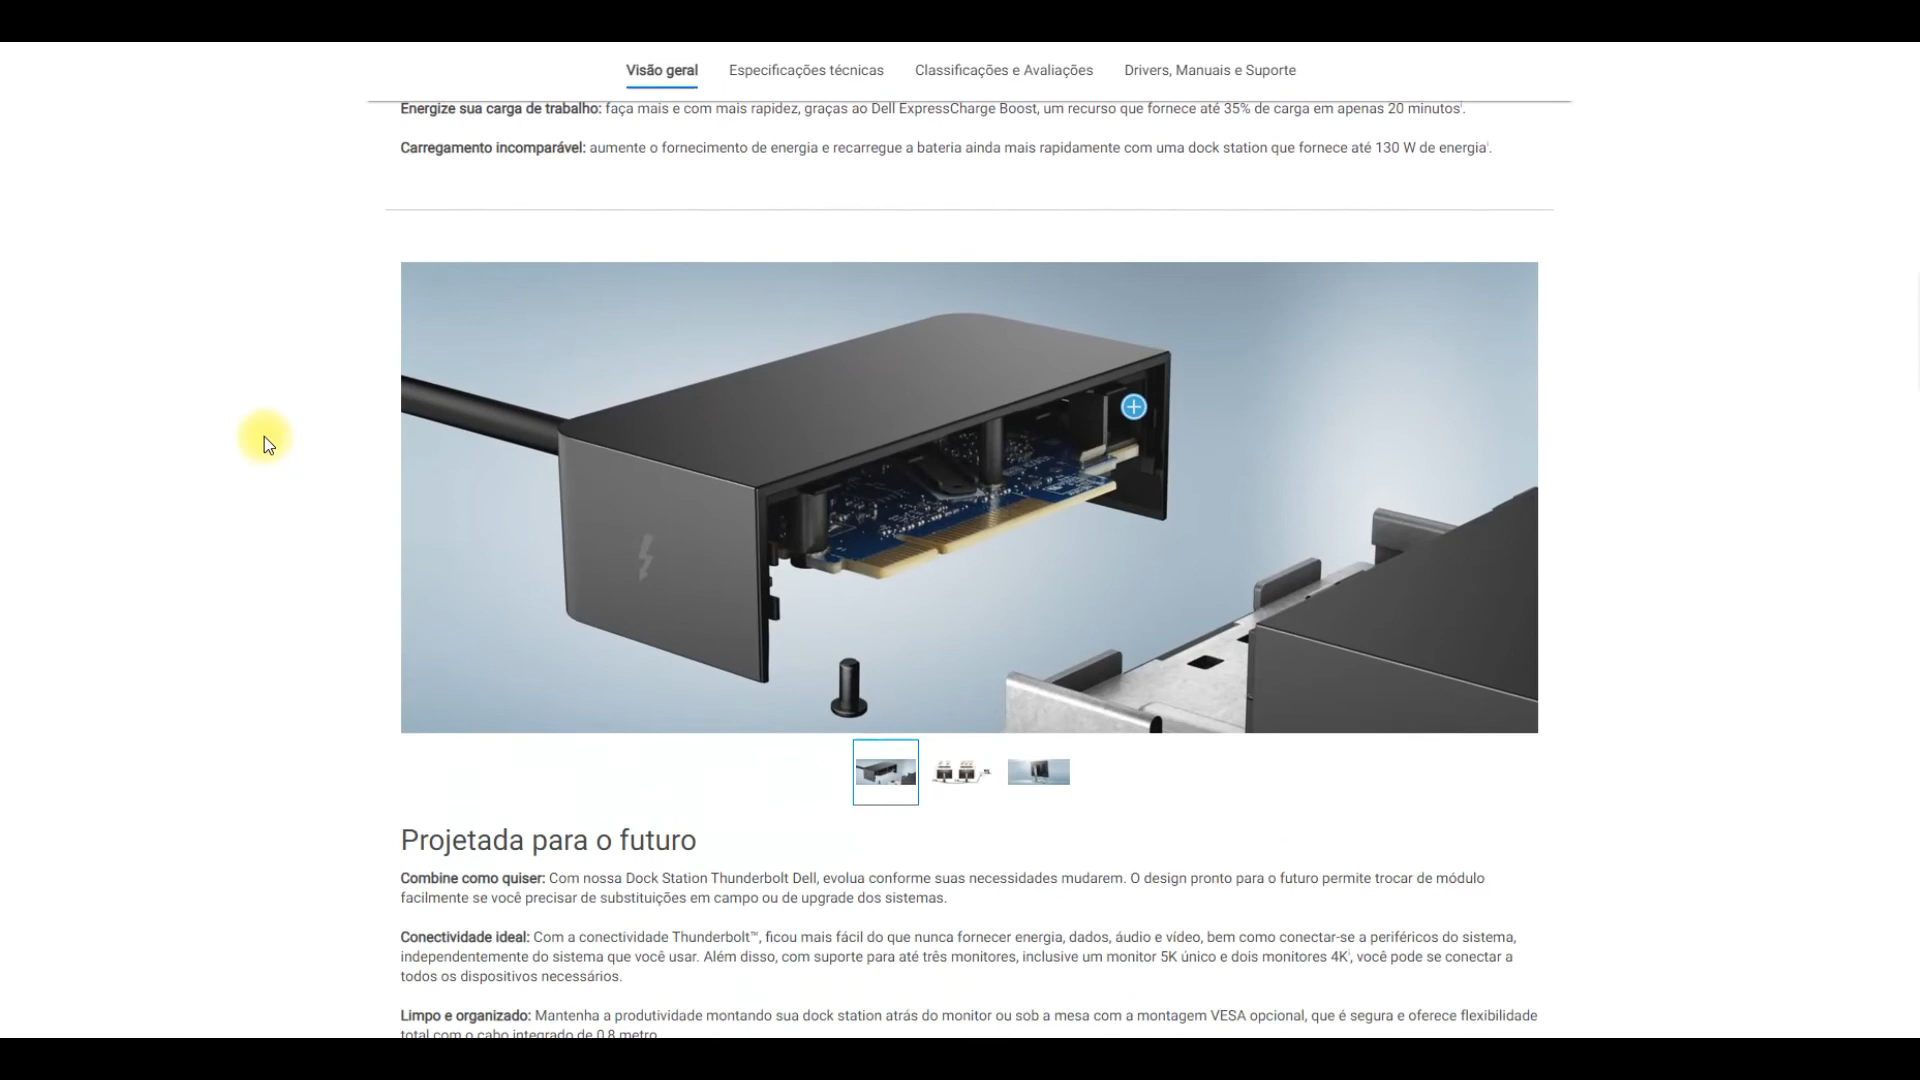 Visão geral Especificações técnicas Classificações e Avaliações Drivers, Manuais e Suporte
Energize sua carga de trabalho: faça mais e com mais rapidez, graças ao Dell ExpressCharge Boost, um recurso que fornece até 35% de carga em apenas 20 minutos.
Carregamento incomparável: aumente o fornecimento de energia e recarregue a bateria ainda mais rapidamente com uma dock station que fornece até 130 W de energia.
Projetada para o futuro
Combine como quiser: Com nossa Dock Station Thunderbolt Dell, evolua conforme suas necessidades mudarem. O design pronto para o futuro permite trocar de módulo
facilmente se você precisar de substituições em campo ou de upgrade dos sistemas.
Conectividade ideal: Com a conectividade Thunderbolt™, ficou mais fácil do que nunca fornecer energia, dados, áudio e vídeo, bem como conectar-se a periféricos do sistema,
independentemente do sistema que você usar. Além disso, com suporte para até três monitores, inclusive um monitor 5K único e dois monitores 4K, você pode se conectar a
todos os dispositivos necessários.
Limpo e organizado: Mantenha a produtividade montando sua dock station atrás do monitor ou sob a mesa com a montagem VESA opcional, que é segura e oferece flexibilidade
total com o cabo integrado de 0,8 metro